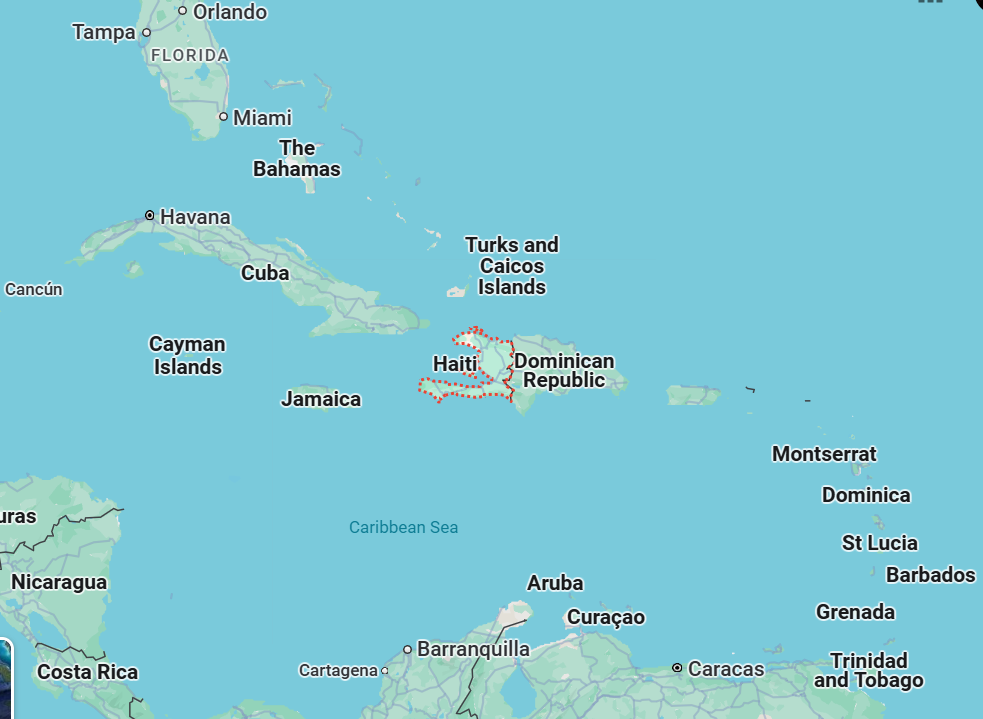 Orlando
Tampa
FLORIDA
Miami
The
Bahamas
Havana
Turks and
Caicos
Islands
Cuba
Cancún
Cayman
Islands
Haiti
Dominican
Republic
Jamaica
Montserrat
Dominica
uras
Caribbean Sea
St Lucia
Nicaragua
Aruba
Barbados
Curaçao
Grenada
Barranquilla
Cartagena
Costa Rica
Caracas
Trinidad
and Tobago